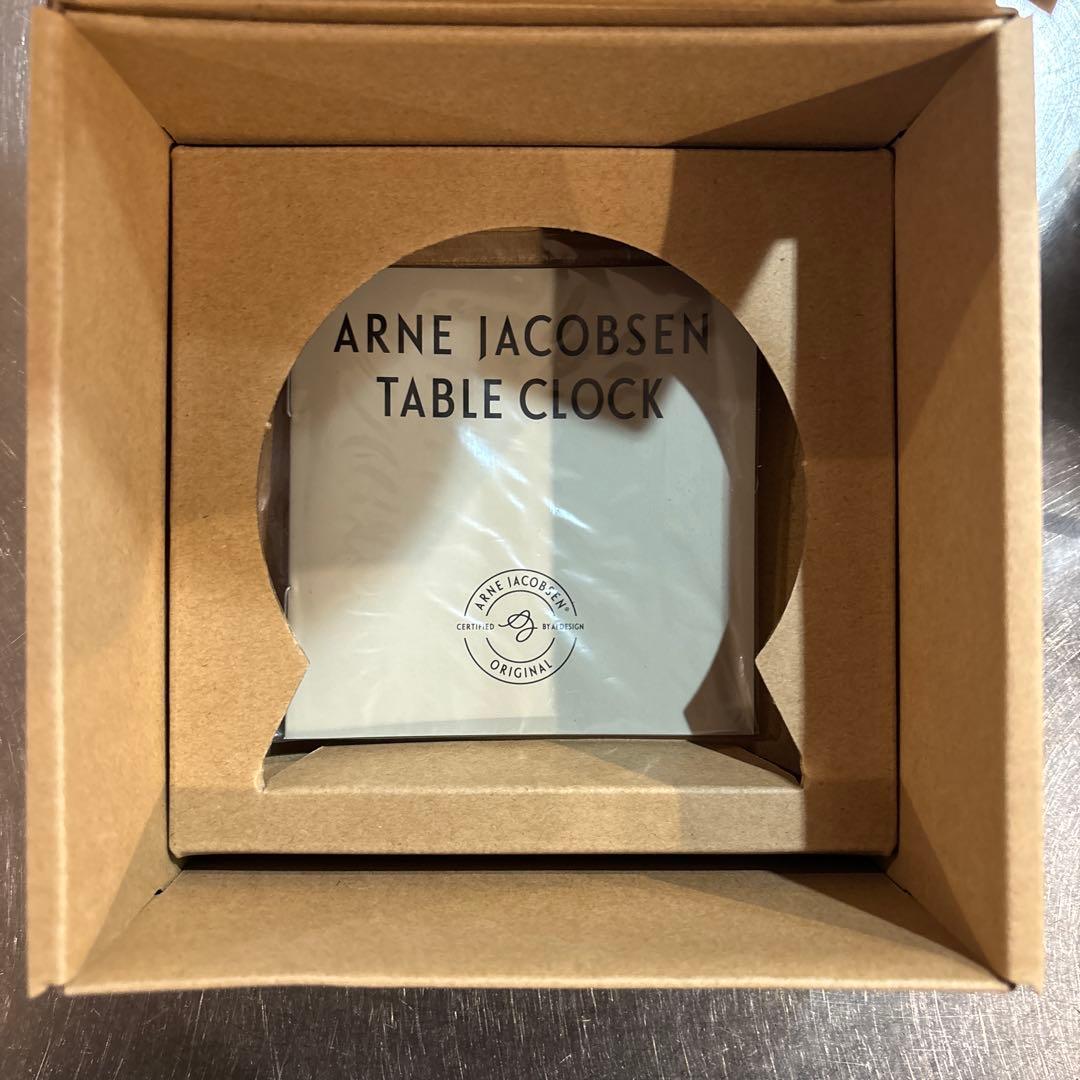 ARNE JACOBSEN
TABLE CLOCK
ARNE JACOBSEN®
CERTIFIED BY AJ DESIGN
ORIGINAL